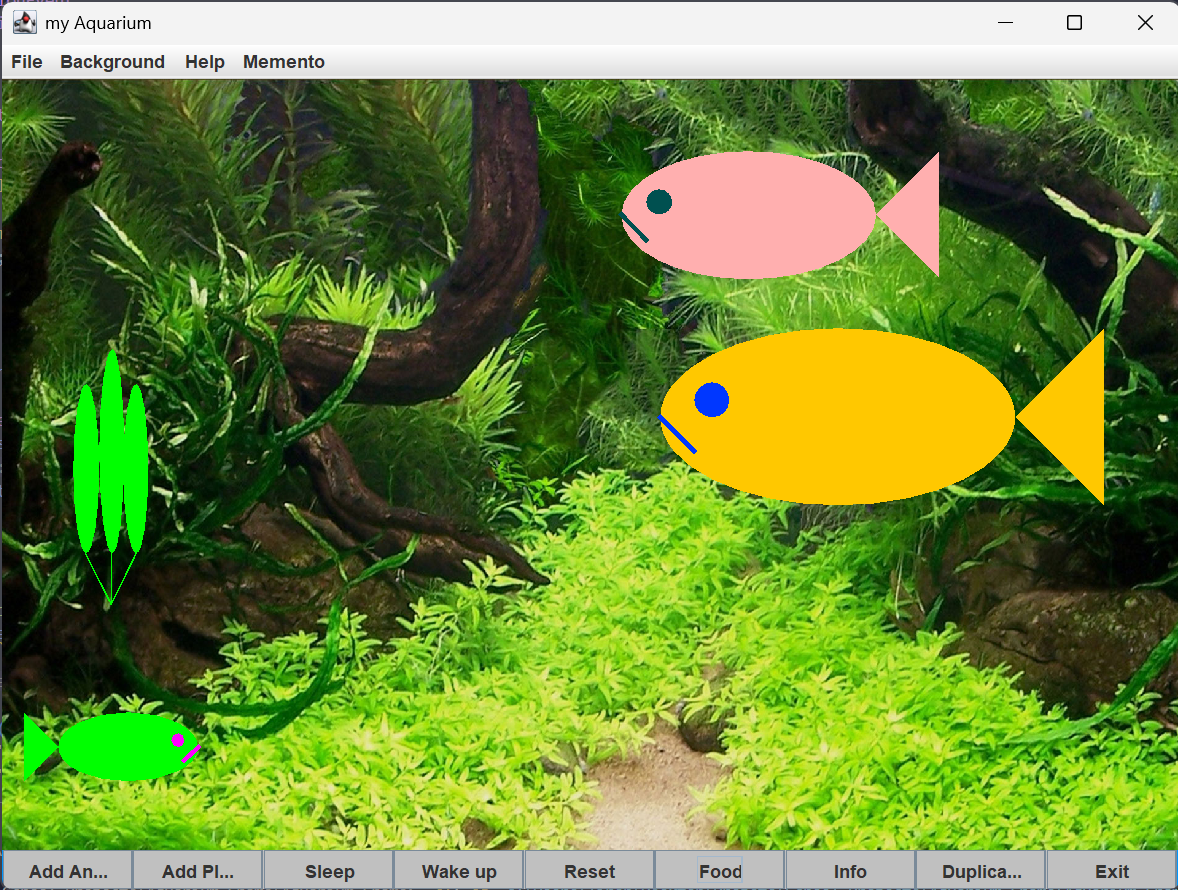 my Aquarium
File Background Help Memento
Add An... Add Pl... Sleep Wake up Reset Food Info Duplica... Exit